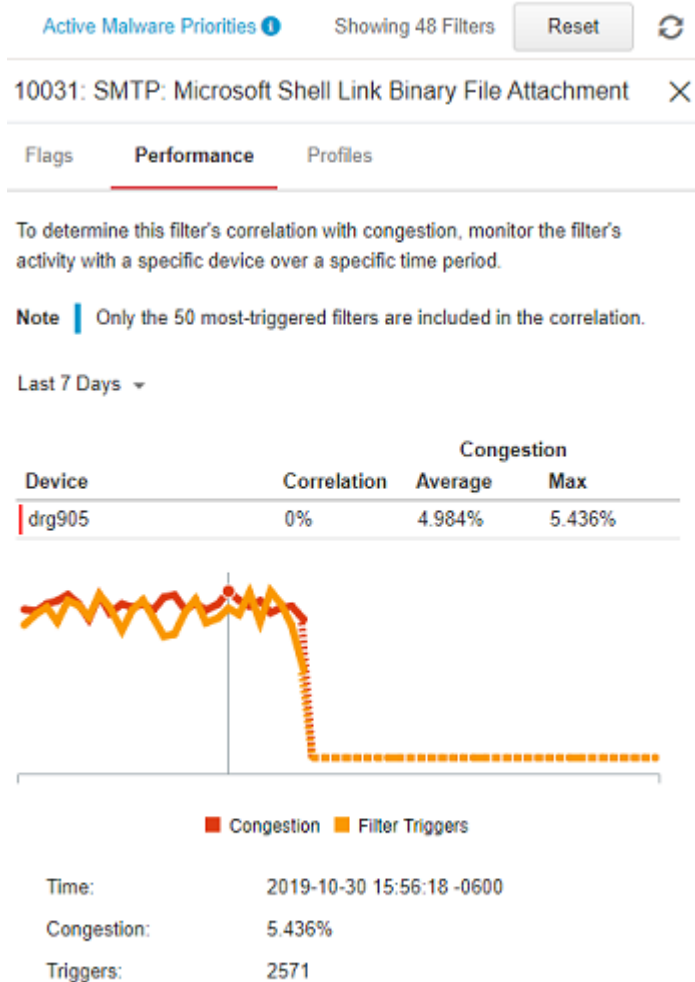 Active Malware Priorities i Showing 48 Filters Reset
10031: SMTP: Microsoft Shell Link Binary File Attachment
Flags Performance Profiles
To determine this filter's correlation with congestion, monitor the filter's
activity with a specific device over a specific time period.
Note Only the 50 most-triggered filters are included in the correlation.
Last 7 Days
Congestion
Device Correlation Average Max
drg905 0% 4.984% 5.436%
Congestion Filter Triggers
Time: 2019-10-30 15:56:18 -0600
Congestion: 5.436%
Triggers: 2571